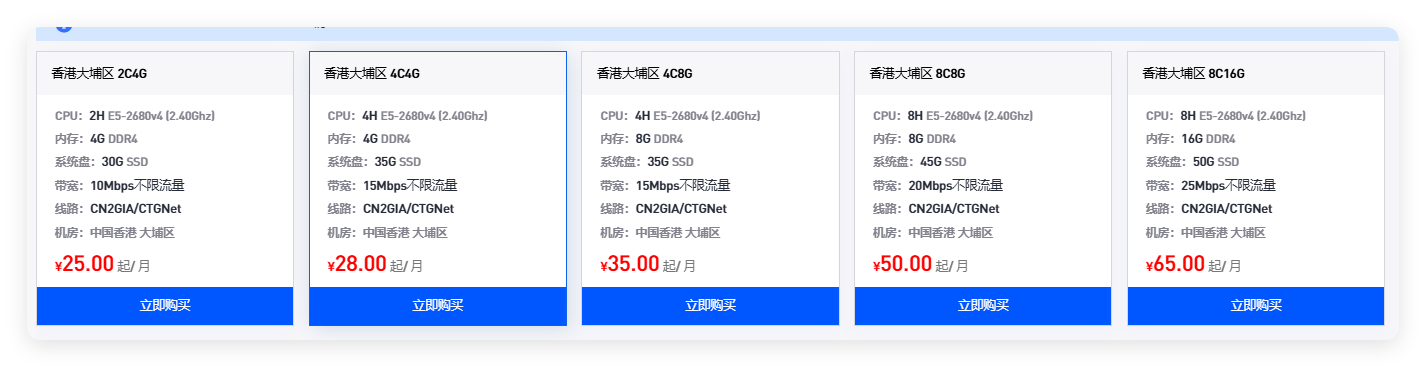 香港大埔区 2C4G
CPU：2H E5-2680v4 (2.40Ghz)
内存：4G DDR4
系统盘：30G SSD
带宽：10Mbps不限流量
线路：CN2GIA/CTGNet
机房：中国香港 大埔区
¥25.00 起/ 月
立即购买
香港大埔区 4C4G
CPU：4H E5-2680v4 (2.40Ghz)
内存：4G DDR4
系统盘：35G SSD
带宽：15Mbps不限流量
线路：CN2GIA/CTGNet
机房：中国香港 大埔区
¥28.00 起/ 月
立即购买
香港大埔区 4C8G
CPU：4H E5-2680v4 (2.40Ghz)
内存：8G DDR4
系统盘：35G SSD
带宽：15Mbps不限流量
线路：CN2GIA/CTGNet
机房：中国香港 大埔区
¥35.00 起/ 月
立即购买
香港大埔区 8C8G
CPU：8H E5-2680v4 (2.40Ghz)
内存：8G DDR4
系统盘：45G SSD
带宽：20Mbps不限流量
线路：CN2GIA/CTGNet
机房：中国香港 大埔区
¥50.00 起/ 月
立即购买
香港大埔区 8C16G
CPU：8H E5-2680v4 (2.40Ghz)
内存：16G DDR4
系统盘：50G SSD
带宽：25Mbps不限流量
线路：CN2GIA/CTGNet
机房：中国香港 大埔区
¥65.00 起/ 月
立即购买